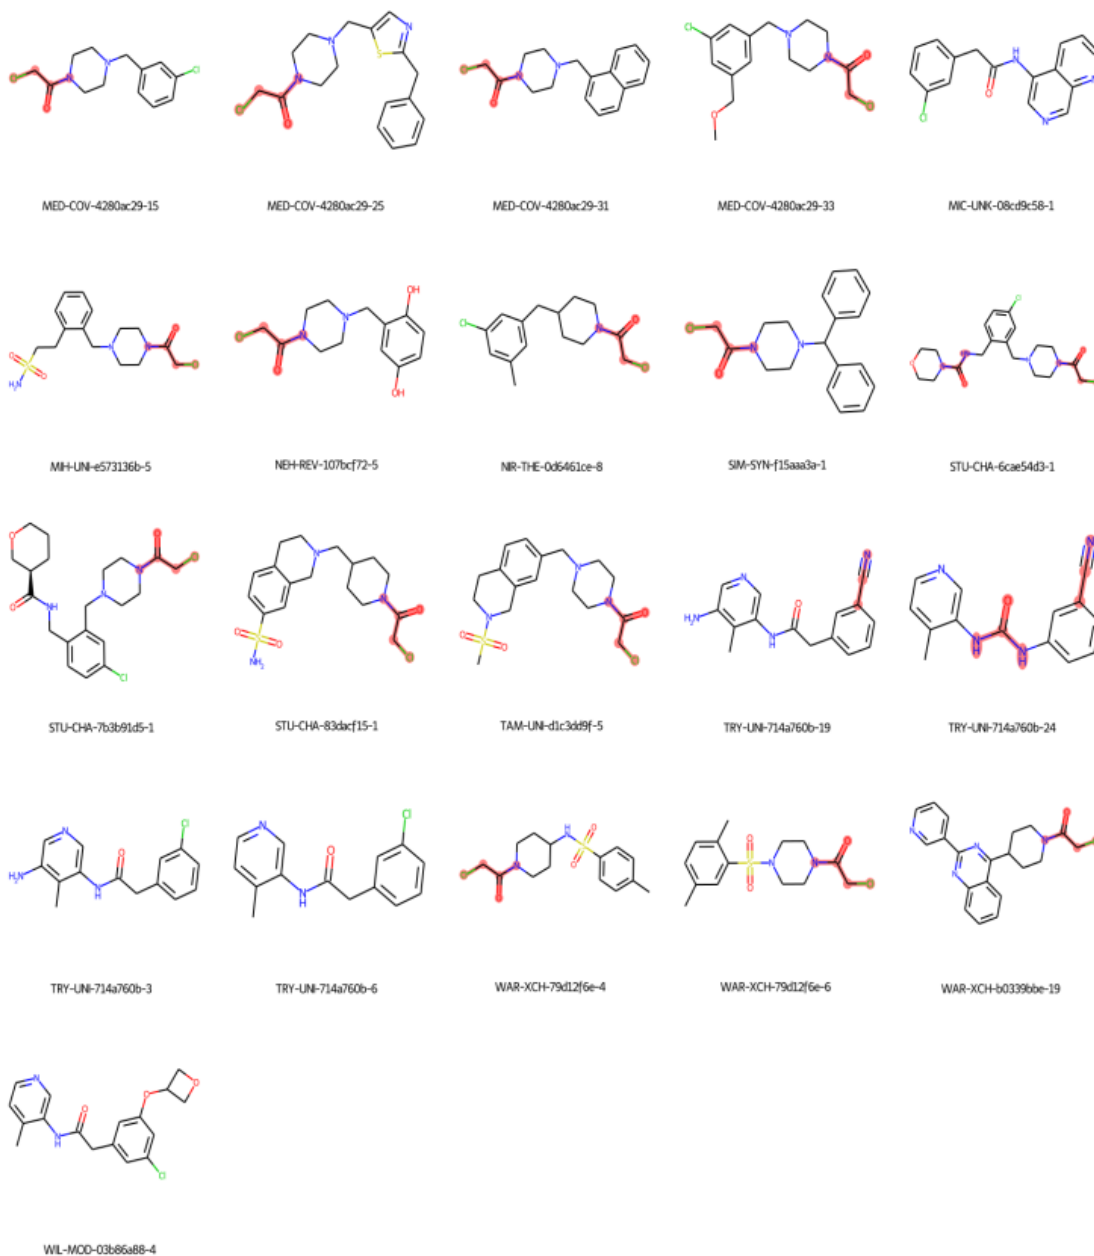 MED-COV-4280ac29-15
MED-COV-4280ac29-25
MED-COV-4280ac29-31
MED-COV-4280ac29-33
MIC-UNK-08cd9c58-1
MIH-UNI-e573136b-5
NEH-REV-107bcf72-5
NIR-THE-0d6461ce-8
SIM-SYN-f15aaa3a-1
STU-CHA-6cae54d3-1
STU-CHA-7b3b91d5-1
STU-CHA-83dacf15-1
TAM-UNI-d1c3dd9f-5
TRY-UNI-714a760b-19
TRY-UNI-714a760b-24
TRY-UNI-714a760b-3
TRY-UNI-714a760b-6
WAR-XCH-79d12f6e-4
WAR-XCH-79d12f6e-6
WAR-XCH-b0339bbe-19
WIL-MOD-03b86a88-4